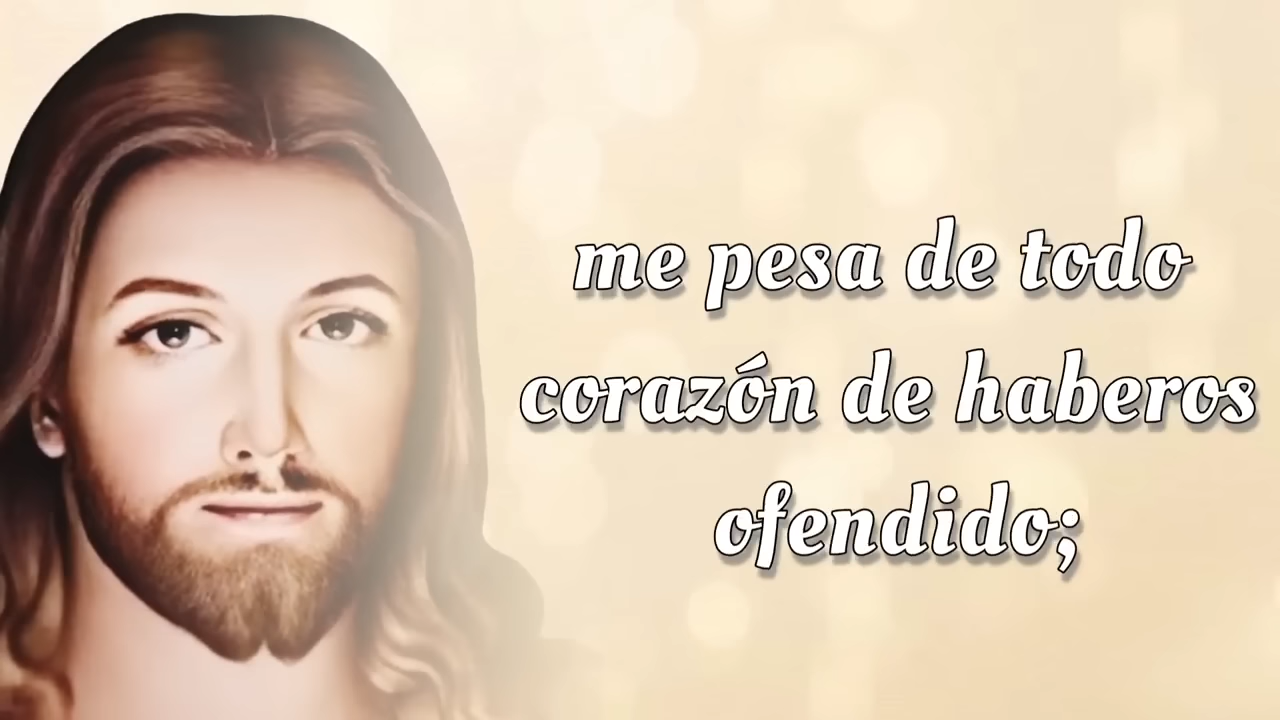 me pesa de todo
corazón de haberos
ofendido;